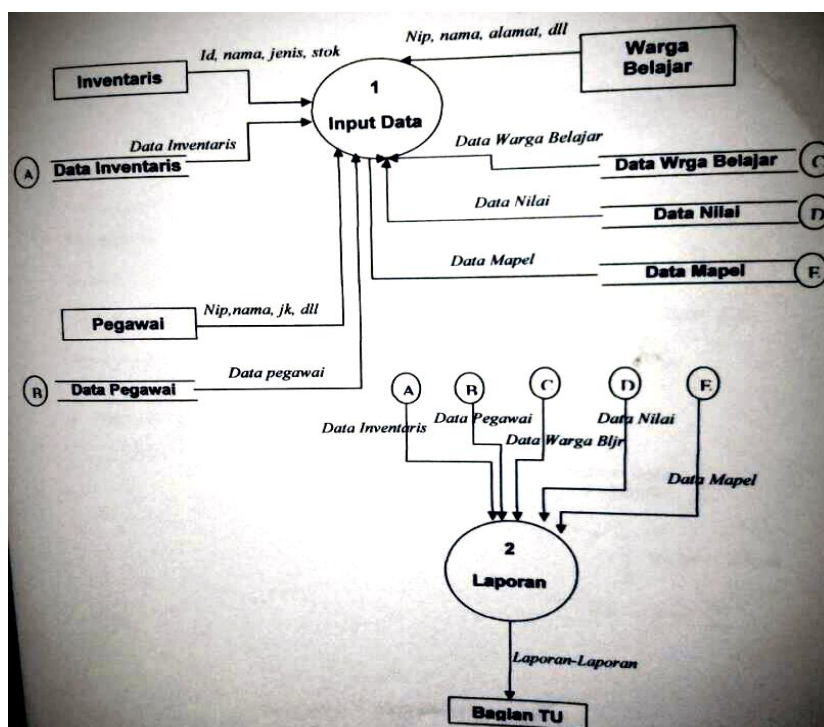 Id, nama, jenis, stok
Nip, nama, alamat, dll
Inventaris
1
Input Data
Warga
Belajar
Data Inventaris
A
Data Inventaris
Data Warga Belajar
Data Wrga Belajar
C
Data Nilai
Data Nilai
D
Data Mapel
Data Mapel
E
Pegawai
Nip,nama, jk, dll
B
Data Pegawai
Data pegawai
A
B
C
D
E
Data Inventaris
Data Pegawai
Data Warga Bljr
Data Nilai
Data Mapel
2
Laporan
Laporan-Laporan
Bagian TU